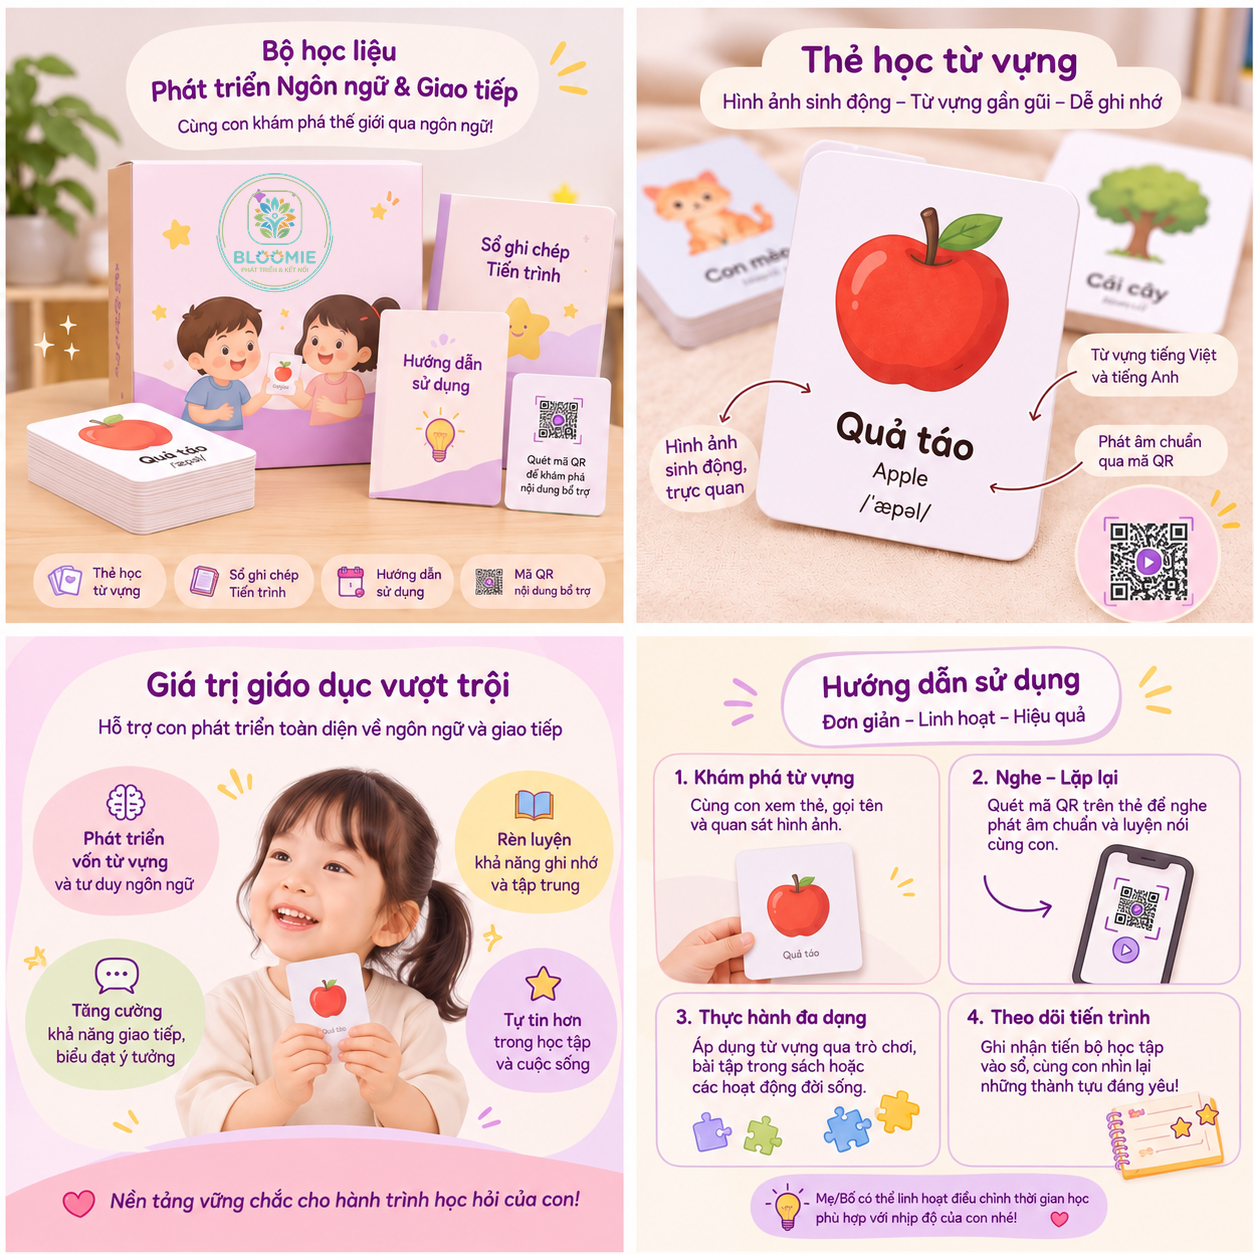 Bộ học liệu
Phát triển Ngôn ngữ & Giao tiếp
Cùng con khám phá thế giới qua ngôn ngữ!
BLOOMIE
PHÁT TRIỂN & KẾT NỐI
Sổ ghi chép
Tiến trình
Hướng dẫn
sử dụng
Quét mã QR
để khám phá
nội dung bổ trợ
Quả táo
Thẻ học
từ vựng
Sổ ghi chép
Tiến trình
Hướng dẫn
sử dụng
Mã QR
nội dung bổ trợ
Thẻ học từ vựng
Hình ảnh sinh động – Từ vựng gần gũi – Dễ ghi nhớ
Con mèo
Cái cây
Từ vựng tiếng Việt
và tiếng Anh
Quả táo
Apple
/ˈæpəl/
Hình ảnh
sinh động,
trực quan
Phát âm chuẩn
qua mã QR
Giá trị giáo dục vượt trội
Hỗ trợ con phát triển toàn diện về ngôn ngữ và giao tiếp
Phát triển
vốn từ vựng
và tư duy ngôn ngữ
Rèn luyện
khả năng ghi nhớ
và tập trung
Tăng cường
khả năng giao tiếp,
biểu đạt ý tưởng
Quả táo
Tự tin hơn
trong học tập
và cuộc sống
Nền tảng vững chắc cho hành trình học hỏi của con!
Hướng dẫn sử dụng
Đơn giản – Linh hoạt – Hiệu quả
1. Khám phá từ vựng
Cùng con xem thẻ, gọi tên
và quan sát hình ảnh.
Quả táo
2. Nghe – Lặp lại
Quét mã QR trên thẻ để nghe
phát âm chuẩn và luyện nói
cùng con.
3. Thực hành đa dạng
Áp dụng từ vựng qua trò chơi,
bài tập trong sách hoặc
các hoạt động đời sống.
4. Theo dõi tiến trình
Ghi nhận tiến bộ học tập
vào sổ, cùng con nhìn lại
những thành tựu đáng yêu!
Mẹ/Bố có thể linh hoạt điều chỉnh thời gian học
phù hợp với nhịp độ của con nhé!